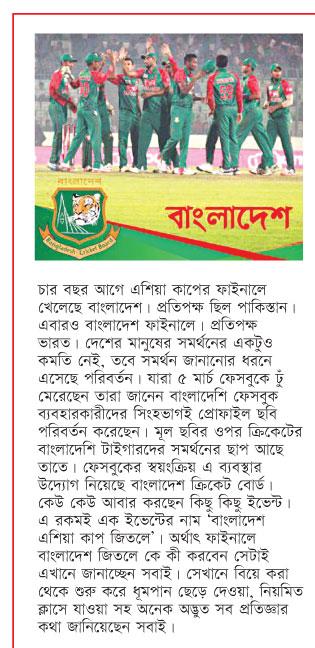 বাংলাদেশ
Bangladesh Cricket Board
বাংলাদেশ
চার বছর আগে এশিয়া কাপের ফাইনালে
খেলেছে বাংলাদেশ। প্রতিপক্ষ ছিল পাকিস্তান।
এবারও বাংলাদেশ ফাইনালে। প্রতিপক্ষ
ভারত। দেশের মানুষের সমর্থনের একটুও
কমতি নেই, তবে সমর্থন জানানোর ধরনে
এসেছে পরিবর্তন। যারা ৫ মার্চ ফেসবুকে ঢুঁ
মেরেছেন তারা জানেন বাংলাদেশি ফেসবুক
ব্যবহারকারীদের সিংহভাগই প্রোফাইল ছবি
পরিবর্তন করেছেন। মূল ছবির ওপর ক্রিকেটের
বাংলাদেশি টাইগারদের সমর্থনের ছাপ আছে
তাতে। ফেসবুকের স্বয়ংক্রিয় এ ব্যবস্থার
উদ্যোগ নিয়েছে বাংলাদেশ ক্রিকেট বোর্ড।
কেউ কেউ আবার করছেন কিছু কিছু ইভেন্ট।
এ রকমই এক ইভেন্টের নাম ‘বাংলাদেশ
এশিয়া কাপ জিতলে’। অর্থাৎ ফাইনালে
বাংলাদেশ জিতলে কে কী করবেন সেটাই
এখানে জানাচ্ছেন সবাই। সেখানে বিয়ে করা
থেকে শুরু করে ধূমপান ছেড়ে দেওয়া, নিয়মিত
ক্লাসে যাওয়া সহ অনেক অদ্ভুত সব প্রতিজ্ঞার
কথা জানিয়েছেন সবাই।